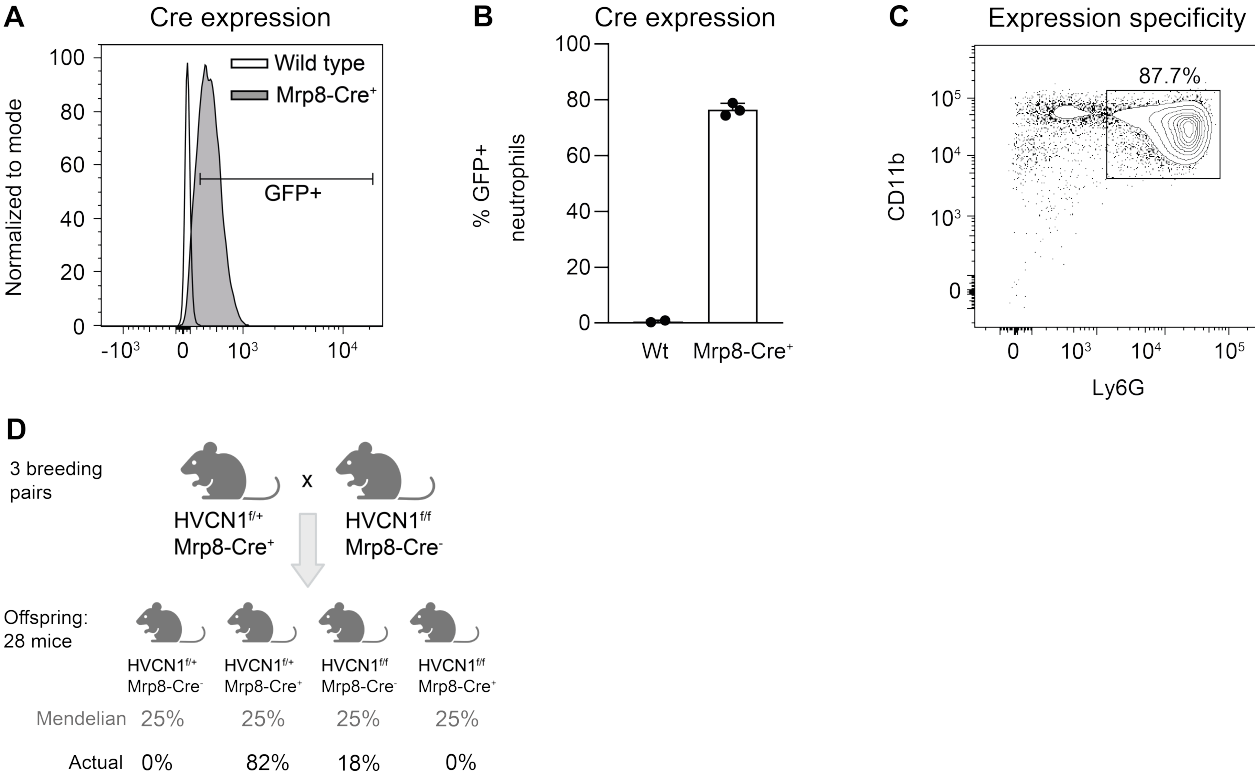 A
Cre expression
Normalized to mode
100
80
60
40
20
0
Wild type
Mrp8-Cre⁺
GFP+
-10³
0
10³
10⁴
B
Cre expression
% GFP+
neutrophils
100
80
60
40
20
0
Wt
Mrp8-Cre⁺
C
Expression specificity
87.7%
CD11b
10⁵
10⁴
10³
0
0
10³
10⁴
10⁵
Ly6G
D
3 breeding
pairs
x
HVCN1f/+
Mrp8-Cre⁺
HVCN1f/f
Mrp8-Cre⁻
Offspring:
28 mice
HVCN1f/+ HVCN1f/+ HVCN1f/f HVCN1f/f
Mrp8-Cre⁻ Mrp8-Cre⁺ Mrp8-Cre⁻ Mrp8-Cre⁺
Mendelian 25% 25% 25% 25%
Actual 0% 82% 18% 0%